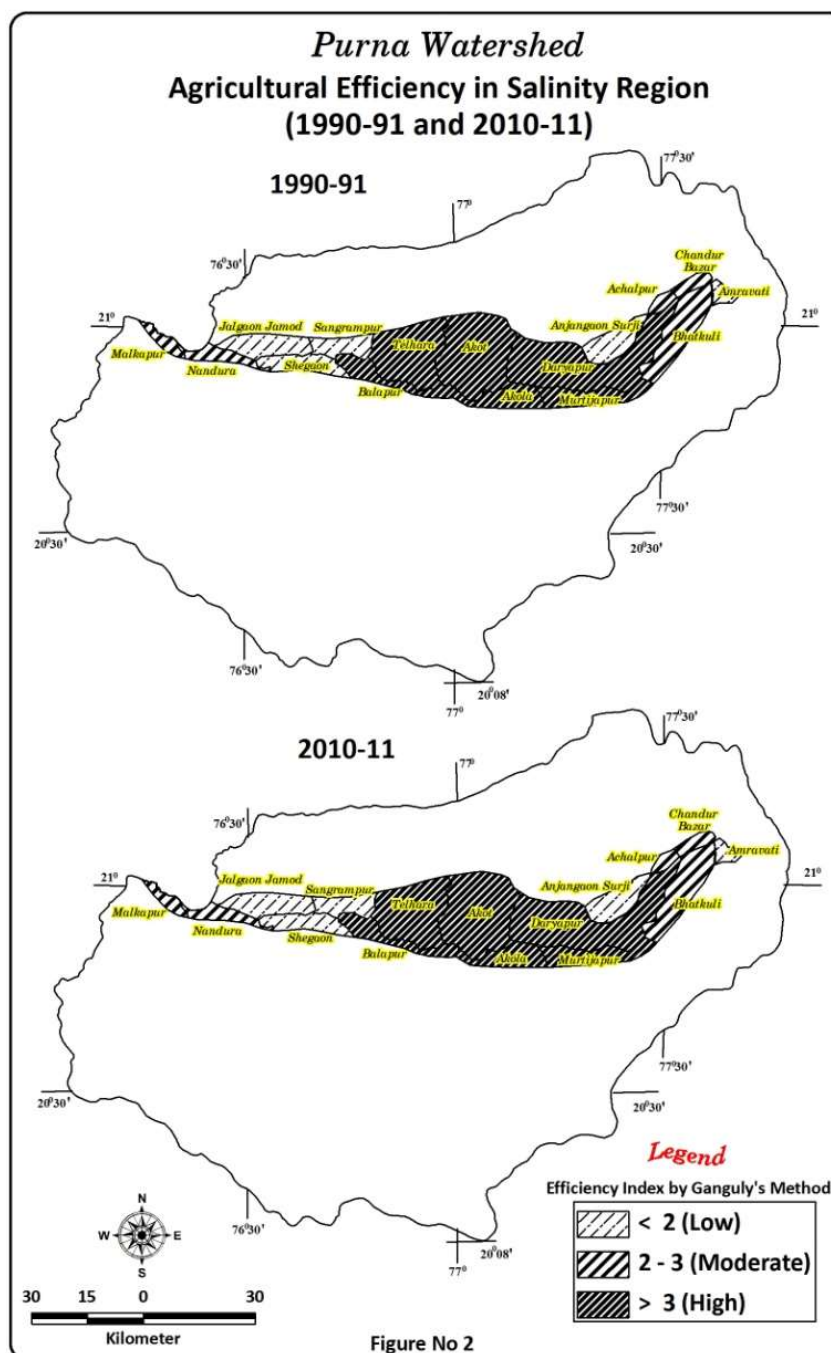 Purna Watershed
Agricultural Efficiency in Salinity Region
(1990-91 and 2010-11)
1990-91
77°30'
77°
76°30'
Chandur
Bazar
Achalpur
Amravati
21°
Jalgaon Jamod
Sangrampur
Anjangaon Surji
21°
Malkapur
Telhara
Akot
Bhatkuli
Nandura
Shegaon
Daryapur
Balapur
Akola
Murtijapur
77°30'
20°30'
20°30'
76°30'
77°
20°08'
2010-11
77°30'
77°
76°30'
Chandur
Bazar
Achalpur
Amravati
21°
Jalgaon Jamod
Sangrampur
Anjangaon Surji
21°
Malkapur
Telhara
Akot
Bhatkuli
Nandura
Shegaon
Daryapur
Balapur
Akola
Murtijapur
77°30'
20°30'
20°30'
76°30'
77°
20°08'
Legend
Efficiency Index by Ganguly's Method
< 2 (Low)
2 - 3 (Moderate)
> 3 (High)
N
W E
S
30 15 0 30
Kilometer
Figure No 2